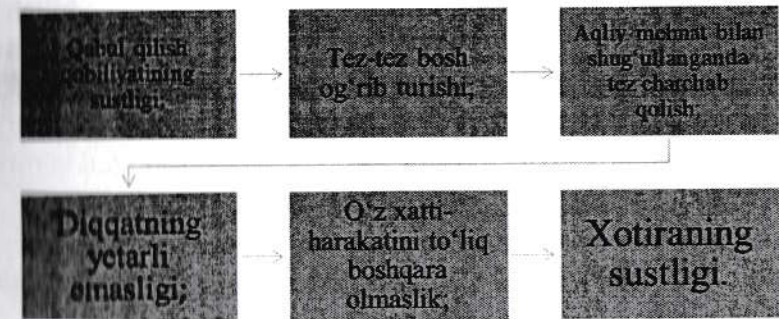 Qabul qilish
qobiliyatining
sustligi;
Tez-tez bosh
og‘rib turishi;
Aqliy mehnat bilan
shug‘ullanganda
tez charchab
qolish;
Diqqatning
yetarli
emasligi;
O‘z xatti-
harakatini to‘liq
boshqara
olmaslik;
Xotiraning
sustligi.